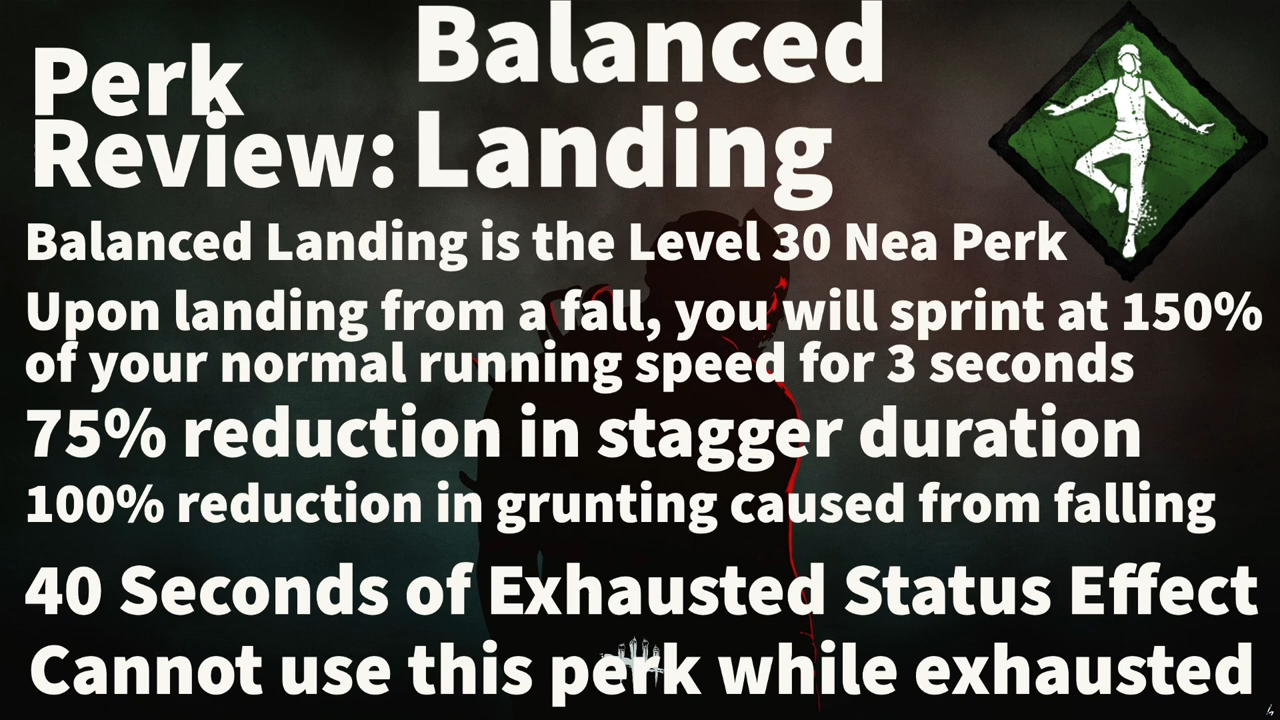 Perk
Review:
Balanced
Landing
Balanced Landing is the Level 30 Nea Perk
Upon landing from a fall, you will sprint at 150%
of your normal running speed for 3 seconds
75% reduction in stagger duration
100% reduction in grunting caused from falling
40 Seconds of Exhausted Status Effect
Cannot use this perk while exhausted